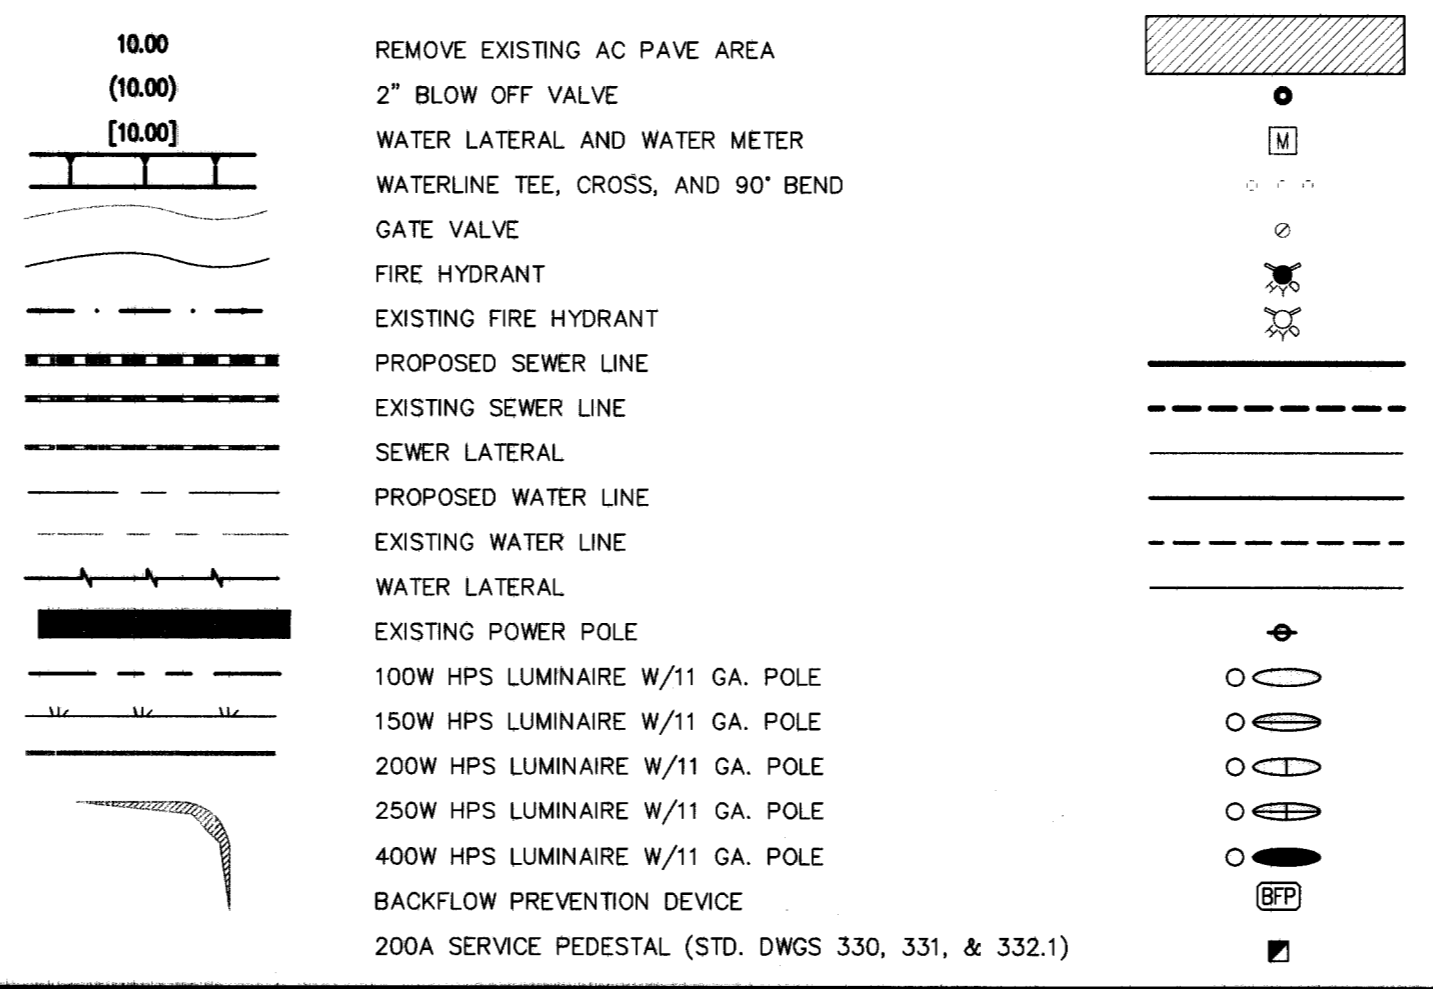 10.00
REMOVE EXISTING AC PAVE AREA
(10.00)
2" BLOW OFF VALVE
[10.00]
WATER LATERAL AND WATER METER
M
WATERLINE TEE, CROSS, AND 90° BEND
GATE VALVE
FIRE HYDRANT
HYD
EXISTING FIRE HYDRANT
HYD
PROPOSED SEWER LINE
EXISTING SEWER LINE
SEWER LATERAL
PROPOSED WATER LINE
EXISTING WATER LINE
WATER LATERAL
EXISTING POWER POLE
100W HPS LUMINAIRE W/11 GA. POLE
150W HPS LUMINAIRE W/11 GA. POLE
200W HPS LUMINAIRE W/11 GA. POLE
250W HPS LUMINAIRE W/11 GA. POLE
400W HPS LUMINAIRE W/11 GA. POLE
BACKFLOW PREVENTION DEVICE
BFP
200A SERVICE PEDESTAL (STD. DWGS 330, 331, & 332.1)